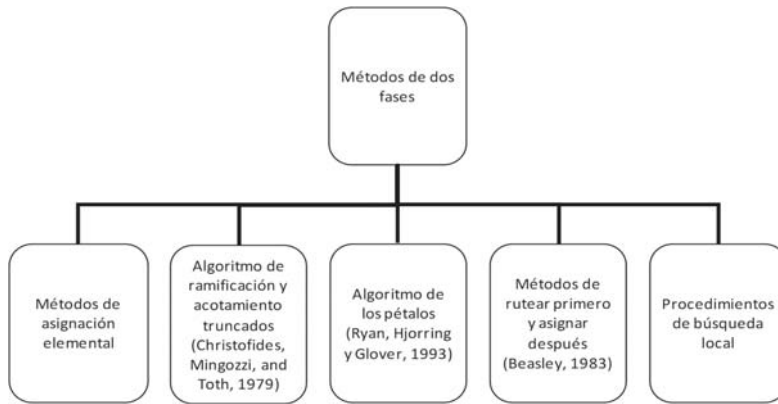 Métodos de dos
fases
Métodos de
asignación
elemental
Algoritmo de
ramificación y
acotamiento
truncados
(Christofides,
Mingozzi, and
Toth, 1979)
Algoritmo de
los pétalos
(Ryan, Hjorring
y Glover, 1993)
Métodos de
rutear primero
y asignar
después
(Beasley, 1983)
Procedimientos
de búsqueda
local